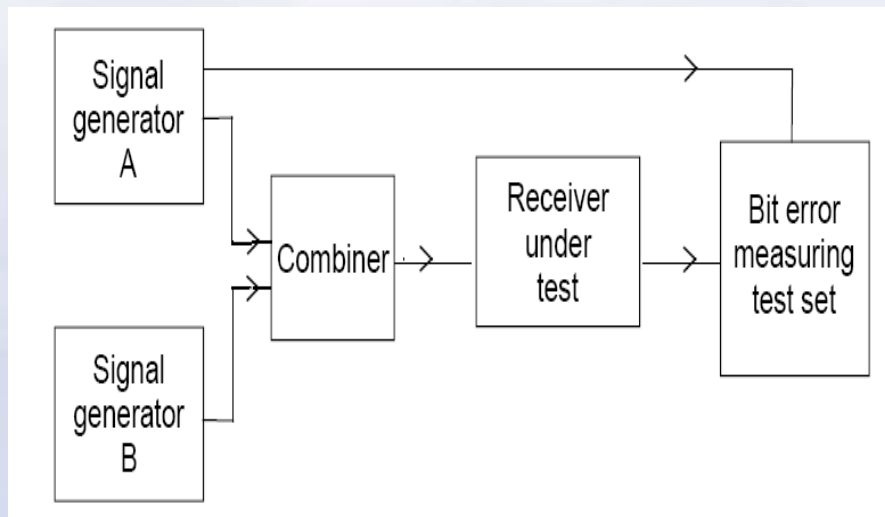 Signal
generator
A
Combiner
Receiver
under
test
Bit error
measuring
test set
Signal
generator
B